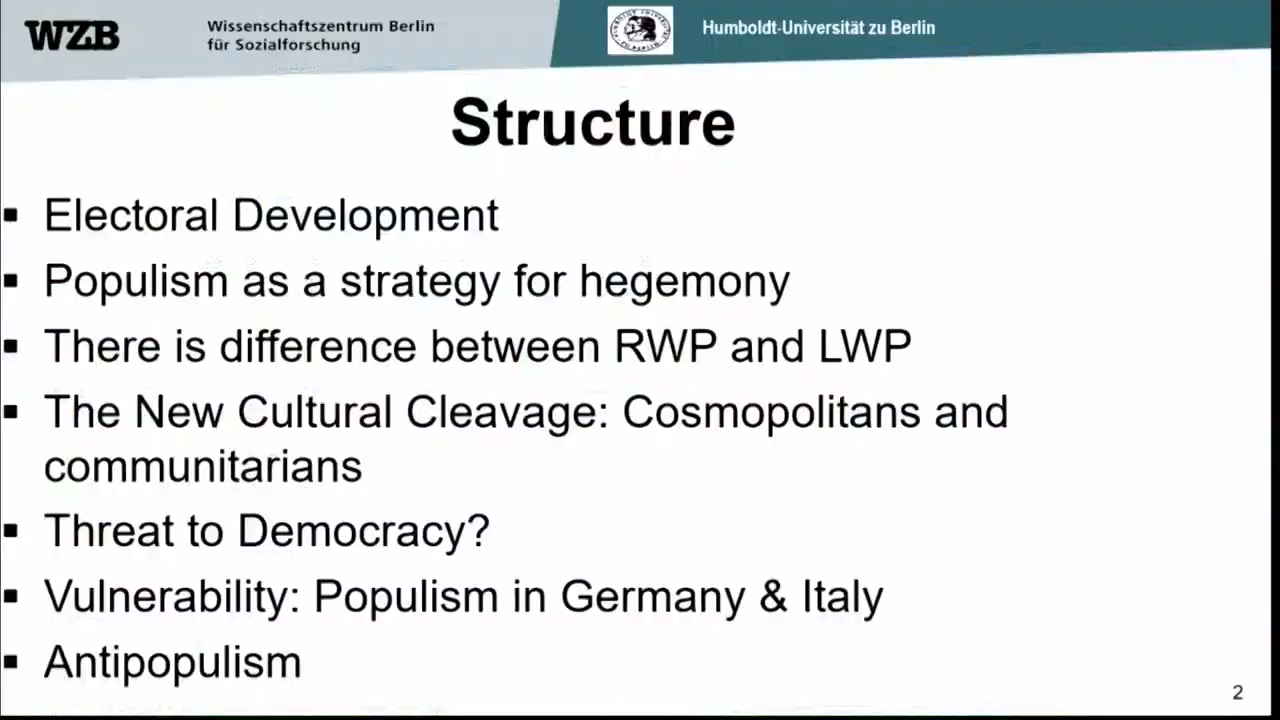 WZB
Wissenschaftszentrum Berlin
für Sozialforschung
Humboldt-Universität zu Berlin
Structure
▪ Electoral Development
▪ Populism as a strategy for hegemony
▪ There is difference between RWP and LWP
▪ The New Cultural Cleavage: Cosmopolitans and
communitarians
▪ Threat to Democracy?
▪ Vulnerability: Populism in Germany & Italy
▪ Antipopulism
2